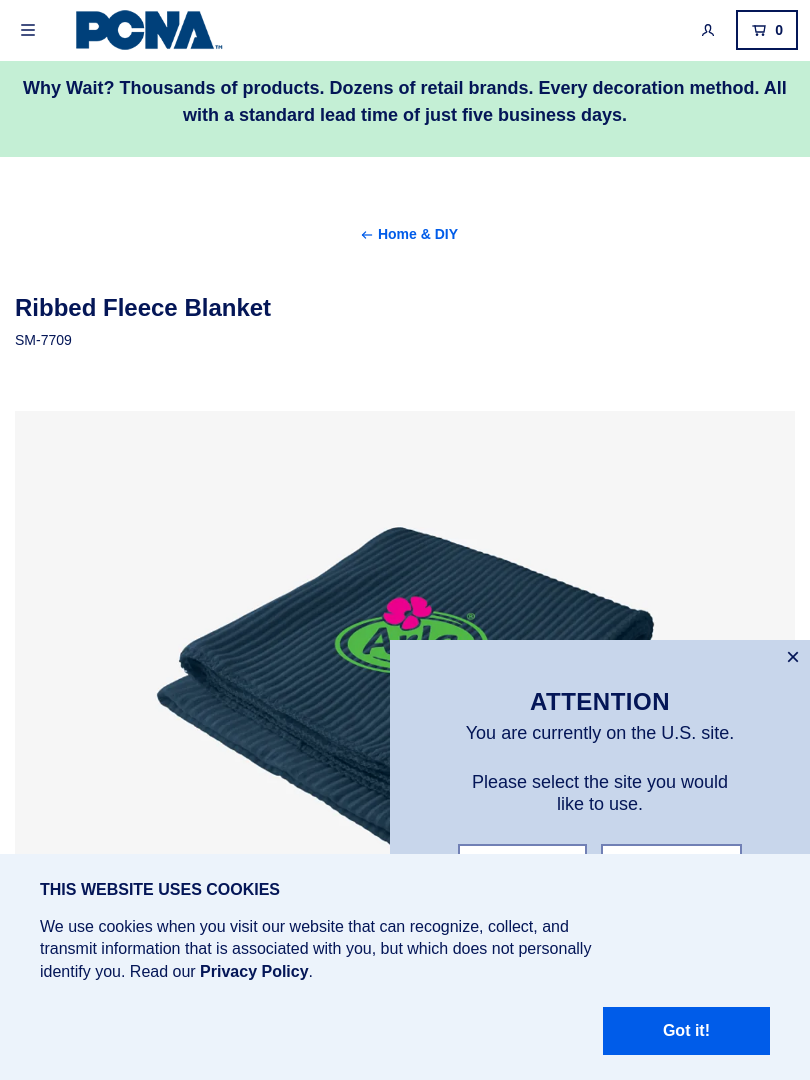 PCNA™
0
Why Wait? Thousands of products. Dozens of retail brands. Every decoration method. All
with a standard lead time of just five business days.
Home & DIY
Ribbed Fleece Blanket
SM-7709
®
×
ATTENTION
You are currently on the U.S. site.
Please select the site you would
like to use.
THIS WEBSITE USES COOKIES
We use cookies when you visit our website that can recognize, collect, and
transmit information that is associated with you, but which does not personally
identify you. Read our Privacy Policy.
Got it!